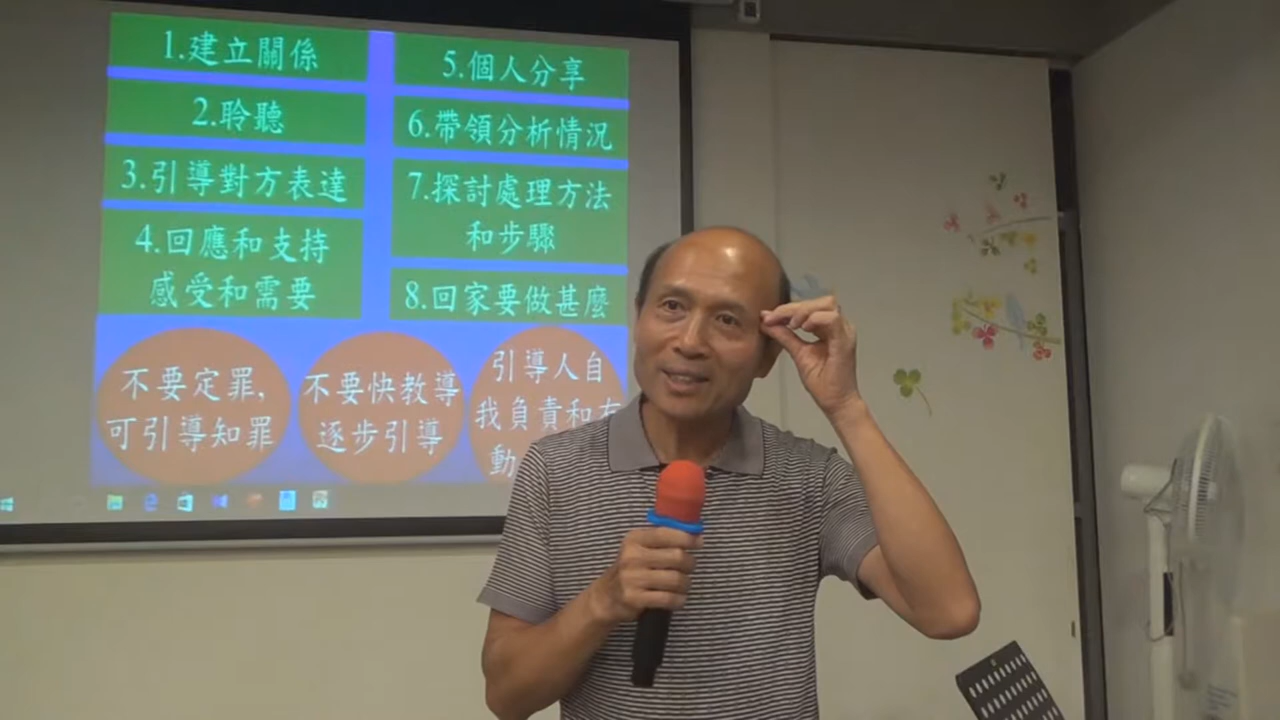 1.建立關係
2.聆聽
3.引導對方表達
4.回應和支持
感受和需要
5.個人分享
6.帶領分析情況
7.探討處理方法
和步驟
8.回家要做甚麼
不要定罪,
可引導知罪
不要快教導
逐步引導
引導人自
我負責和有
動